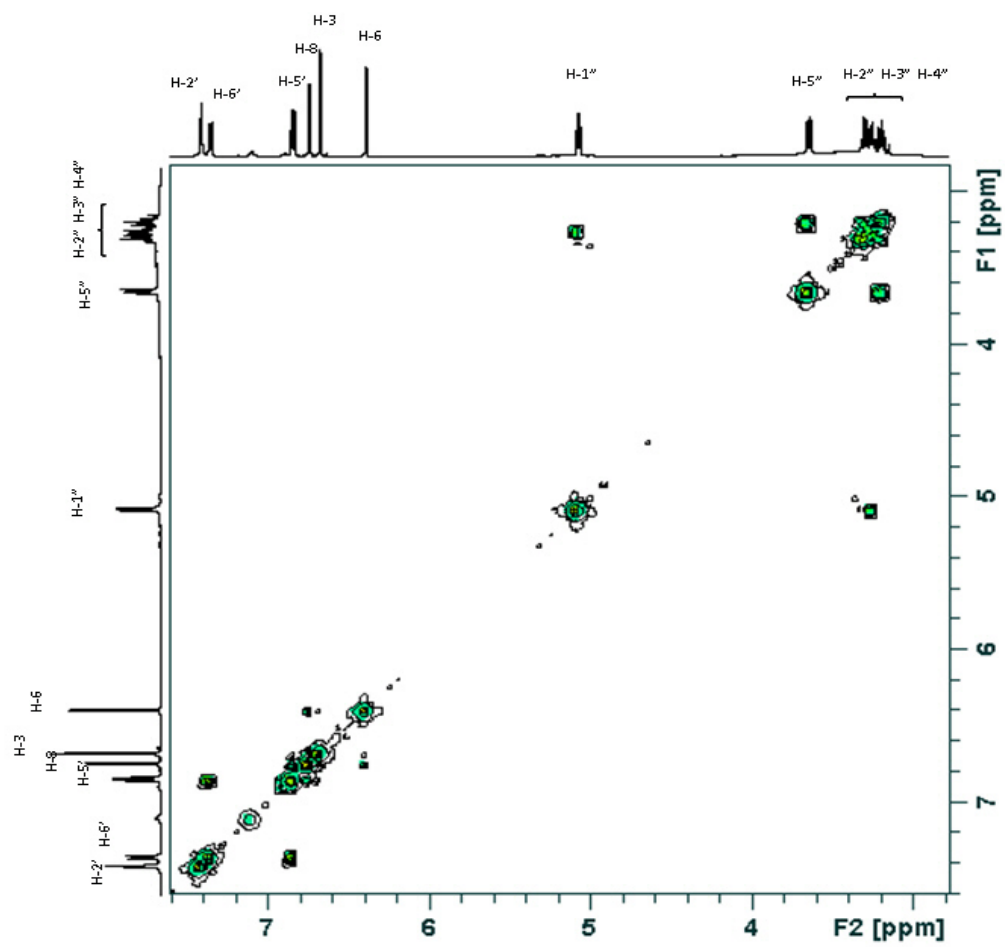 H-3
H-6
H-8
H-2' H-6' H-5' H-1" H-5" H-2" H-3" H-4"
H-4"
H-3"
H-2"
H-5"
H-1"
H-6
H-3
H-8
H-5'
H-6'
H-2'
4
5
6
7
F1 [ppm]
7 6 5 4 F2 [ppm]